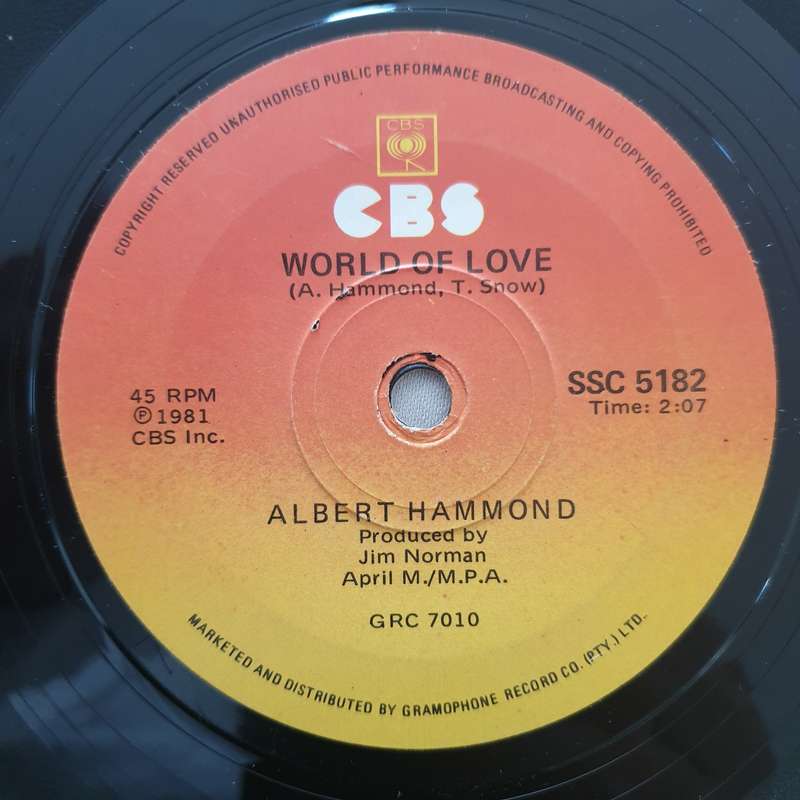 COPYRIGHT RESERVED UNAUTHORISED PUBLIC PERFORMANCE BROADCASTING AND COPYING PROHIBITED
CBS
CBS
WORLD OF LOVE
(A. Hammond, T. Snow)
45 RPM
Ⓟ1981
CBS Inc.
SSC 5182
Time: 2:07
ALBERT HAMMOND
Produced by
Jim Norman
April M./M.P.A.
GRC 7010
MARKETED AND DISTRIBUTED BY GRAMOPHONE RECORD CO. (PTY.) LTD.